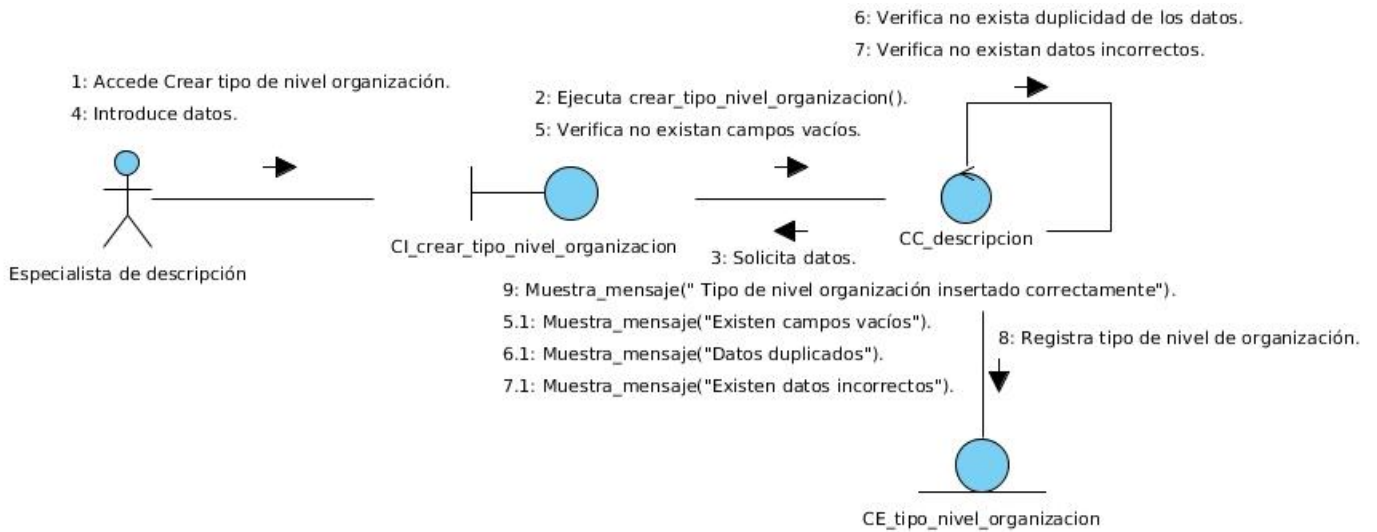 6: Verifica no exista duplicidad de los datos.
7: Verifica no existan datos incorrectos.
1: Accede Crear tipo de nivel organización.
4: Introduce datos.
2: Ejecuta crear_tipo_nivel_organizacion().
5: Verifica no existan campos vacíos.
Especialista de descripción
CI_crear_tipo_nivel_organizacion
CC_descripcion
3: Solicita datos.
9: Muestra_mensaje(" Tipo de nivel organización insertado correctamente").
5.1: Muestra_mensaje("Existen campos vacíos").
6.1: Muestra_mensaje("Datos duplicados").
7.1: Muestra_mensaje("Existen datos incorrectos").
8: Registra tipo de nivel de organización.
CE_tipo_nivel_organizacion